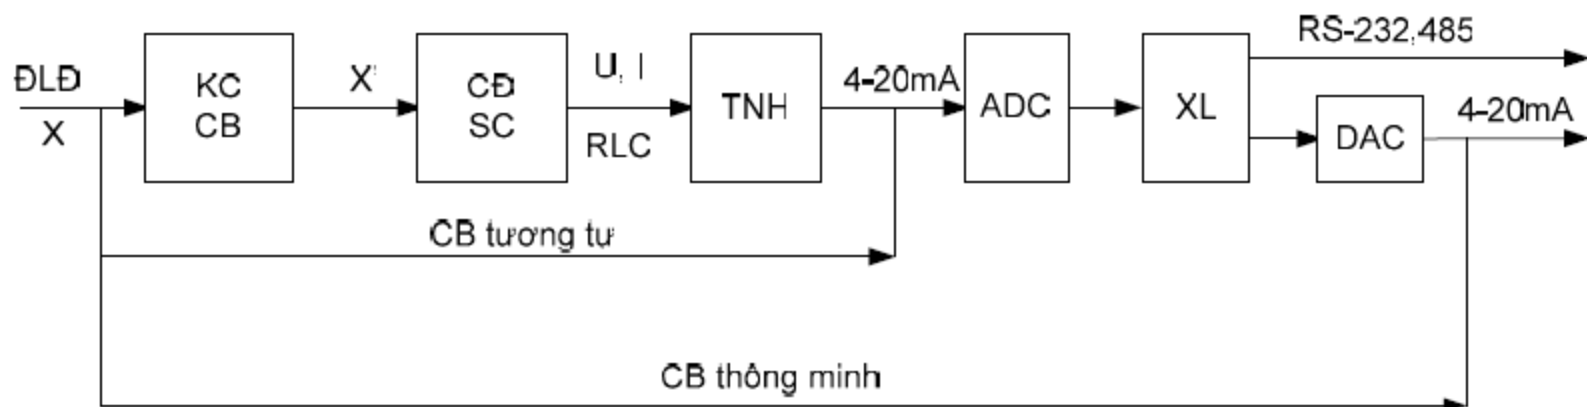 ĐLĐ
X
KC
CB
X'
CĐ
SC
U, I
RLC
TNH
4-20mA
ADC
XL
RS-232,485
DAC
4-20mA
CB tương tự
CB thông minh